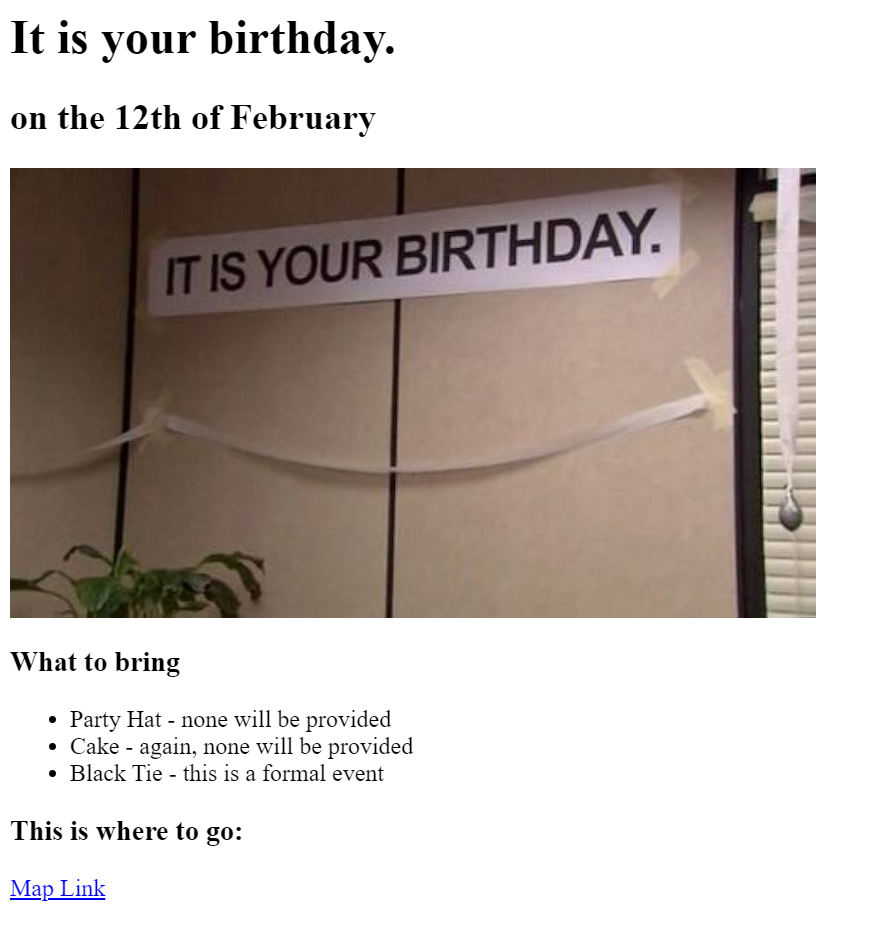 It is your birthday.
on the 12th of February
IT IS YOUR BIRTHDAY.
What to bring
Party Hat - none will be provided
Cake - again, none will be provided
Black Tie - this is a formal event
This is where to go:
Map Link